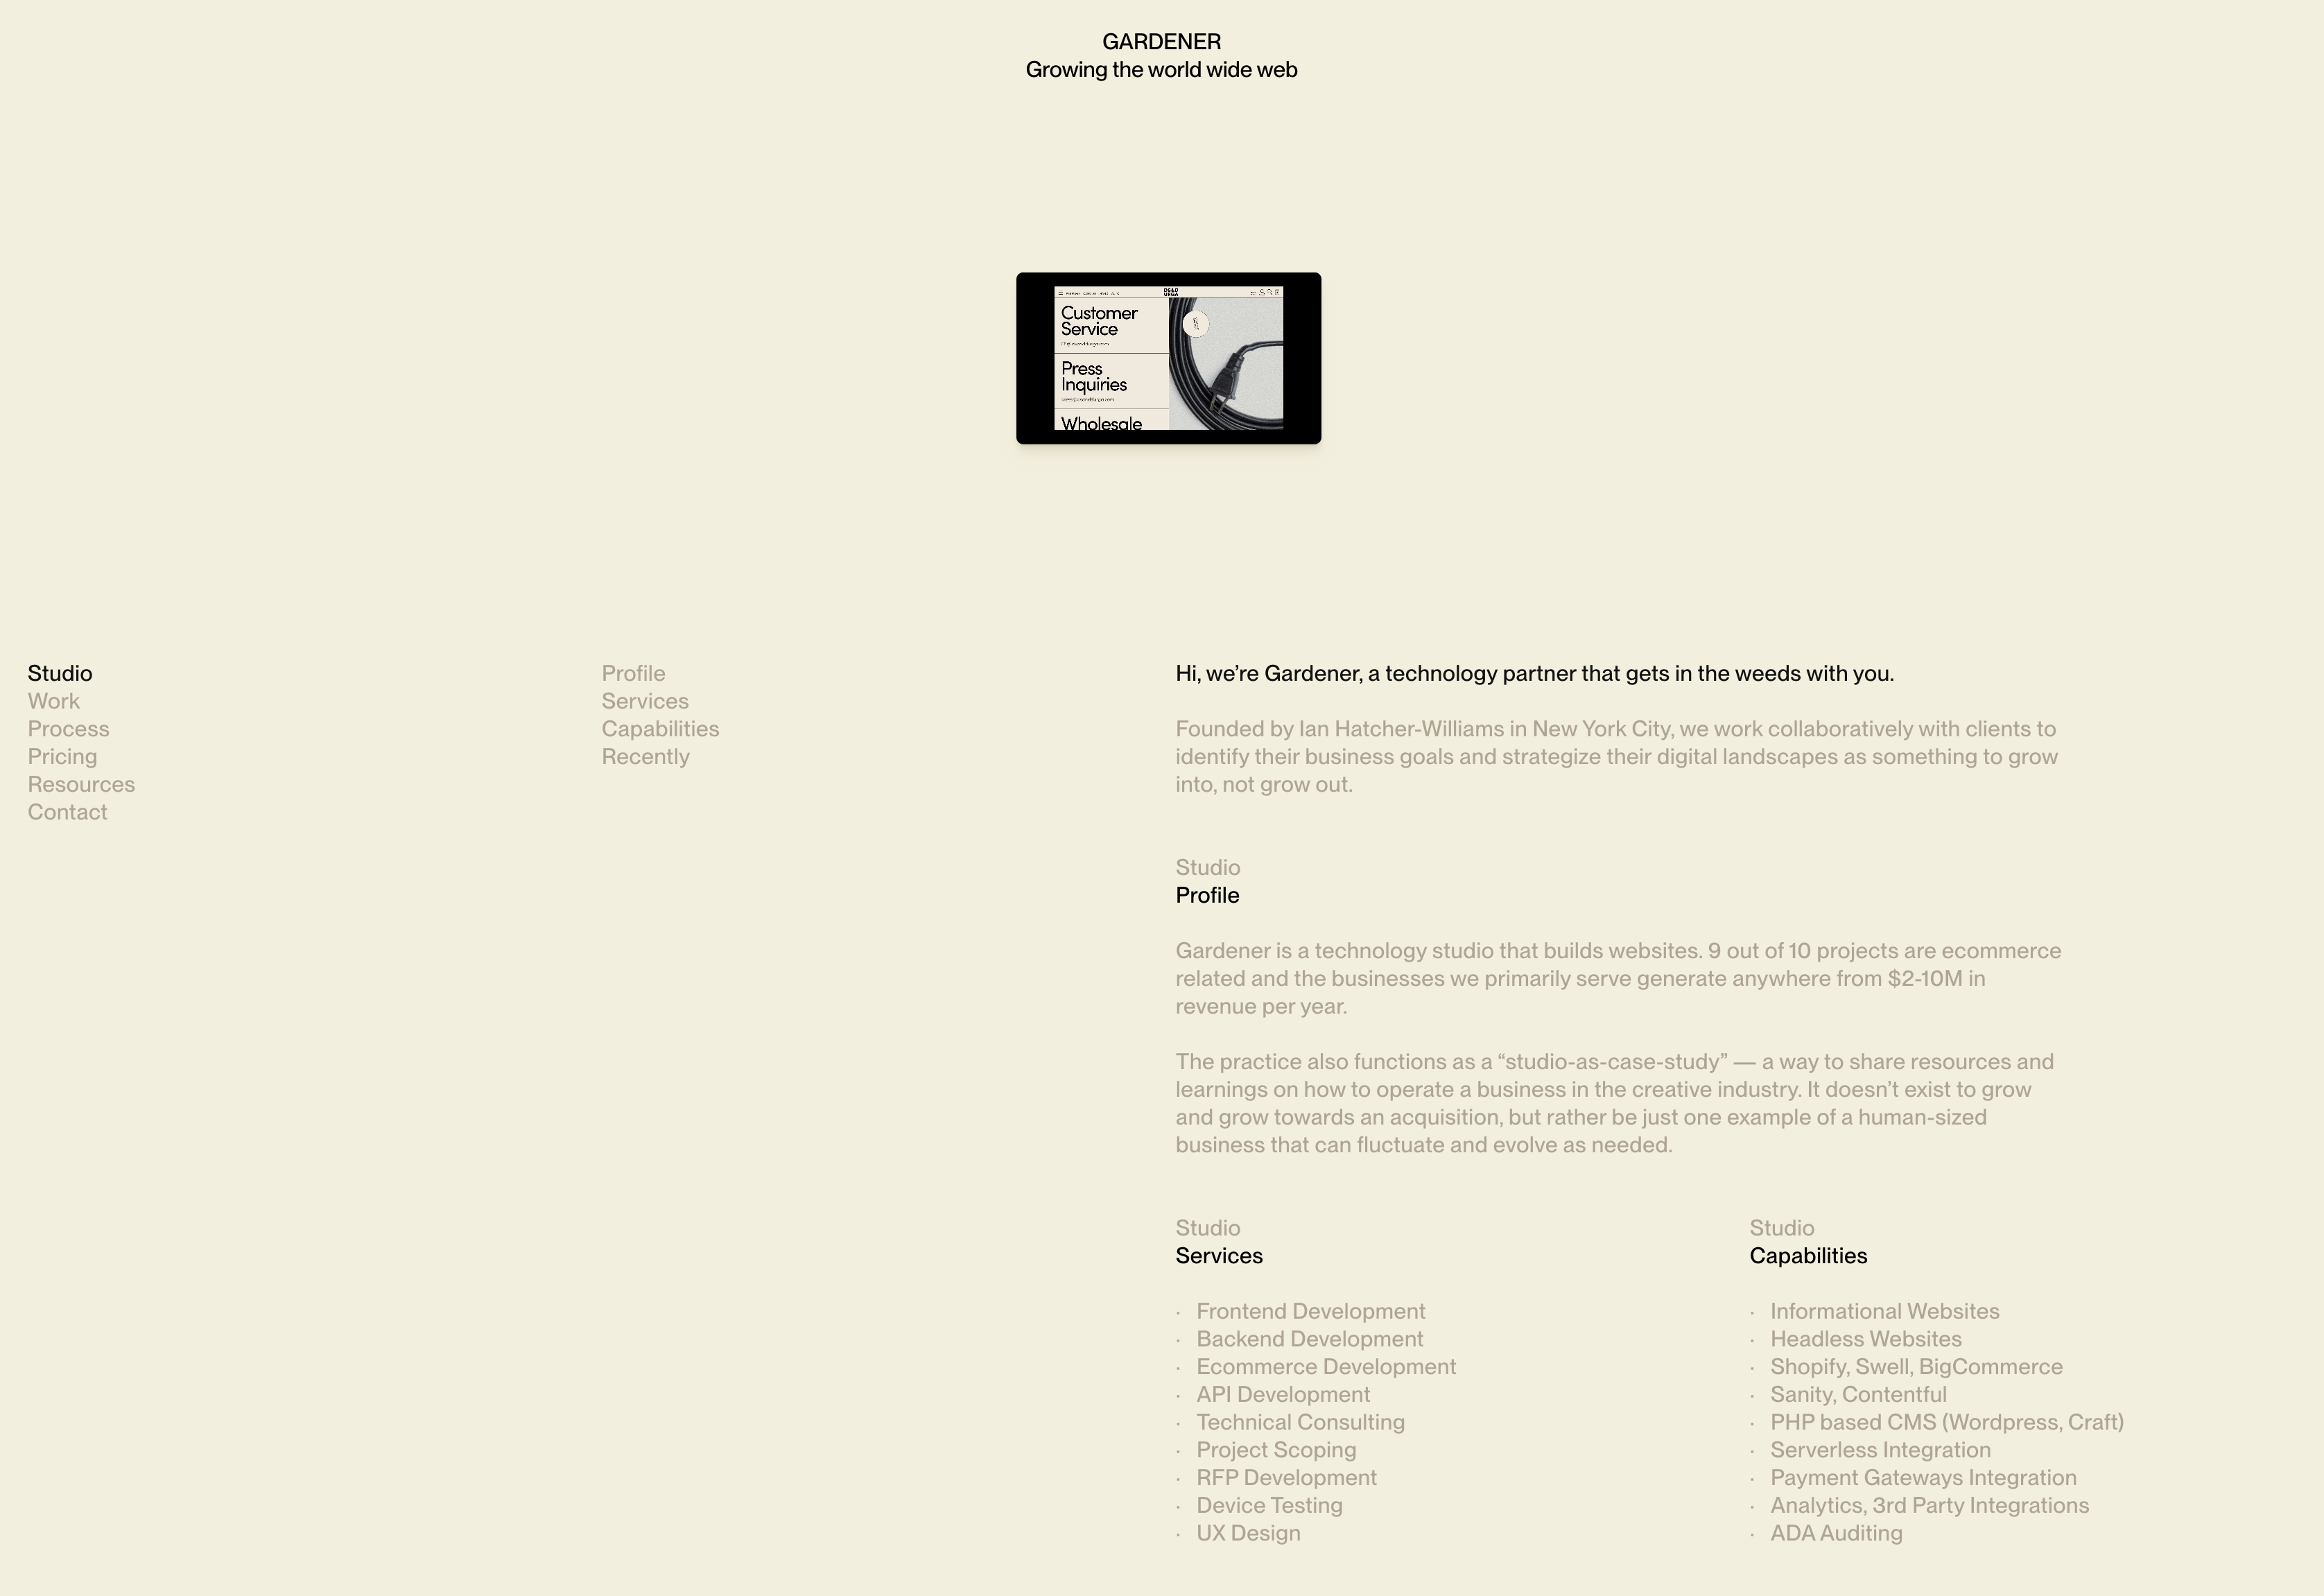 GARDENER
Growing the world wide web
DS&D
URGA
Customer
Service
Press
Inquiries
Wholesale
Studio
Work
Process
Pricing
Resources
Contact
Profile
Services
Capabilities
Recently
Hi, we’re Gardener, a technology partner that gets in the weeds with you.
Founded by Ian Hatcher-Williams in New York City, we work collaboratively with clients to
identify their business goals and strategize their digital landscapes as something to grow
into, not grow out.
Studio
Profile
Gardener is a technology studio that builds websites. 9 out of 10 projects are ecommerce
related and the businesses we primarily serve generate anywhere from $2-10M in
revenue per year.
The practice also functions as a “studio-as-case-study” — a way to share resources and
learnings on how to operate a business in the creative industry. It doesn’t exist to grow
and grow towards an acquisition, but rather be just one example of a human-sized
business that can fluctuate and evolve as needed.
Studio
Services
· Frontend Development
· Backend Development
· Ecommerce Development
· API Development
· Technical Consulting
· Project Scoping
· RFP Development
· Device Testing
· UX Design
Studio
Capabilities
· Informational Websites
· Headless Websites
· Shopify, Swell, BigCommerce
· Sanity, Contentful
· PHP based CMS (Wordpress, Craft)
· Serverless Integration
· Payment Gateways Integration
· Analytics, 3rd Party Integrations
· ADA Auditing